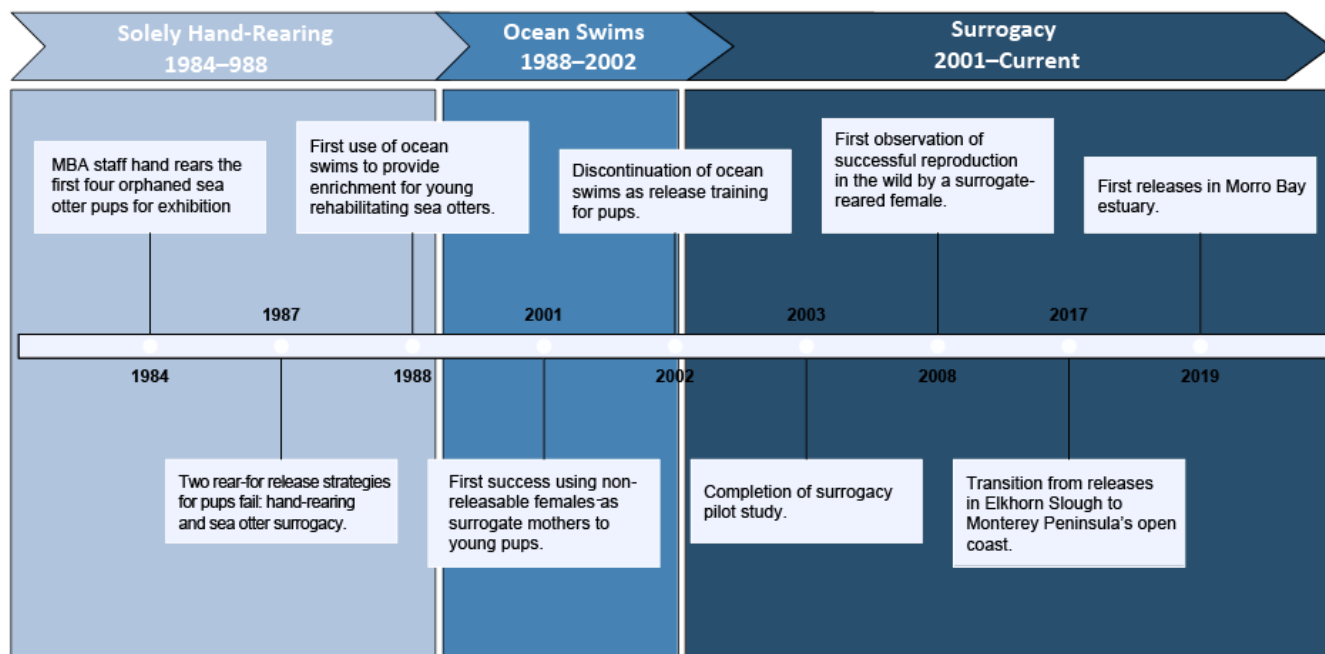 Solely Hand-Rearing
1984–988
Ocean Swims
1988–2002
Surrogacy
2001–Current
MBA staff hand rears the
first four orphaned sea
otter pups for exhibition
First use of ocean
swims to provide
enrichment for young
rehabilitating sea otters.
Discontinuation of ocean
swims as release training
for pups.
First observation of
successful reproduction
in the wild by a surrogate-
reared female.
First releases in Morro Bay
estuary.
1987
2001
2003
2017
1984
1988
2002
2008
2019
Two rear-for release strategies
for pups fail: hand-rearing
and sea otter surrogacy.
First success using non-
releasable females-as
surrogate mothers to
young pups.
Completion of surrogacy
pilot study.
Transition from releases
in Elkhorn Slough to
Monterey Peninsula's open
coast.